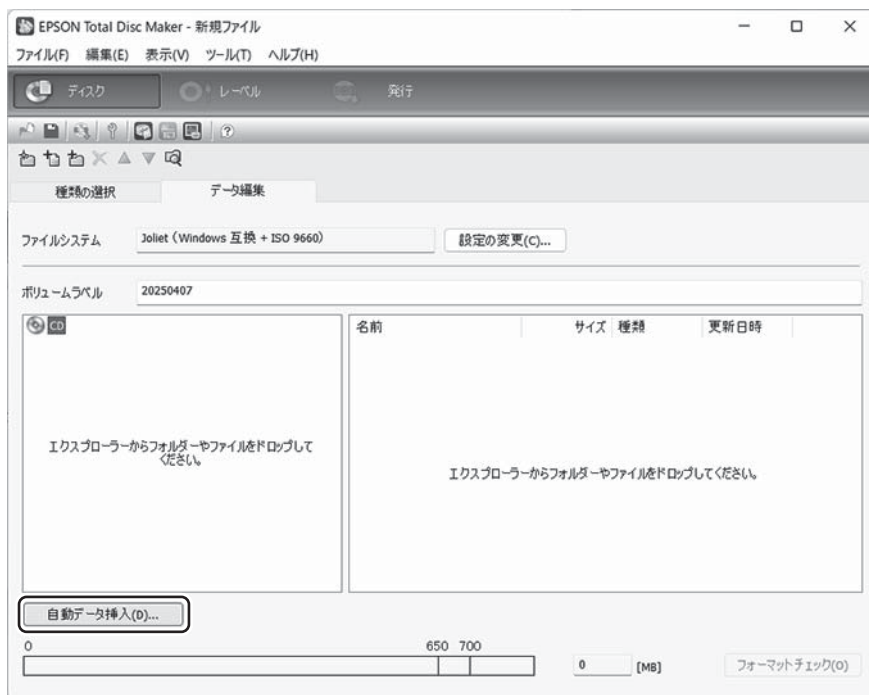 EPSON Total Disc Maker - 新規ファイル
ファイル(F) 編集(E) 表示(V) ツール(T) ヘルプ(H)
ディスク レーベル 発行
種類の選択 データ編集
ファイルシステム Joliet (Windows 互換 + ISO 9660) 設定の変更(C)...
ボリュームラベル 20250407
CD
名前 サイズ 種類 更新日時
エクスプローラーからフォルダーやファイルをドロップして
ください。
エクスプローラーからフォルダーやファイルをドロップしてください。
自動データ挿入(D)...
0 650 700
0 [MB] フォーマットチェック(O)